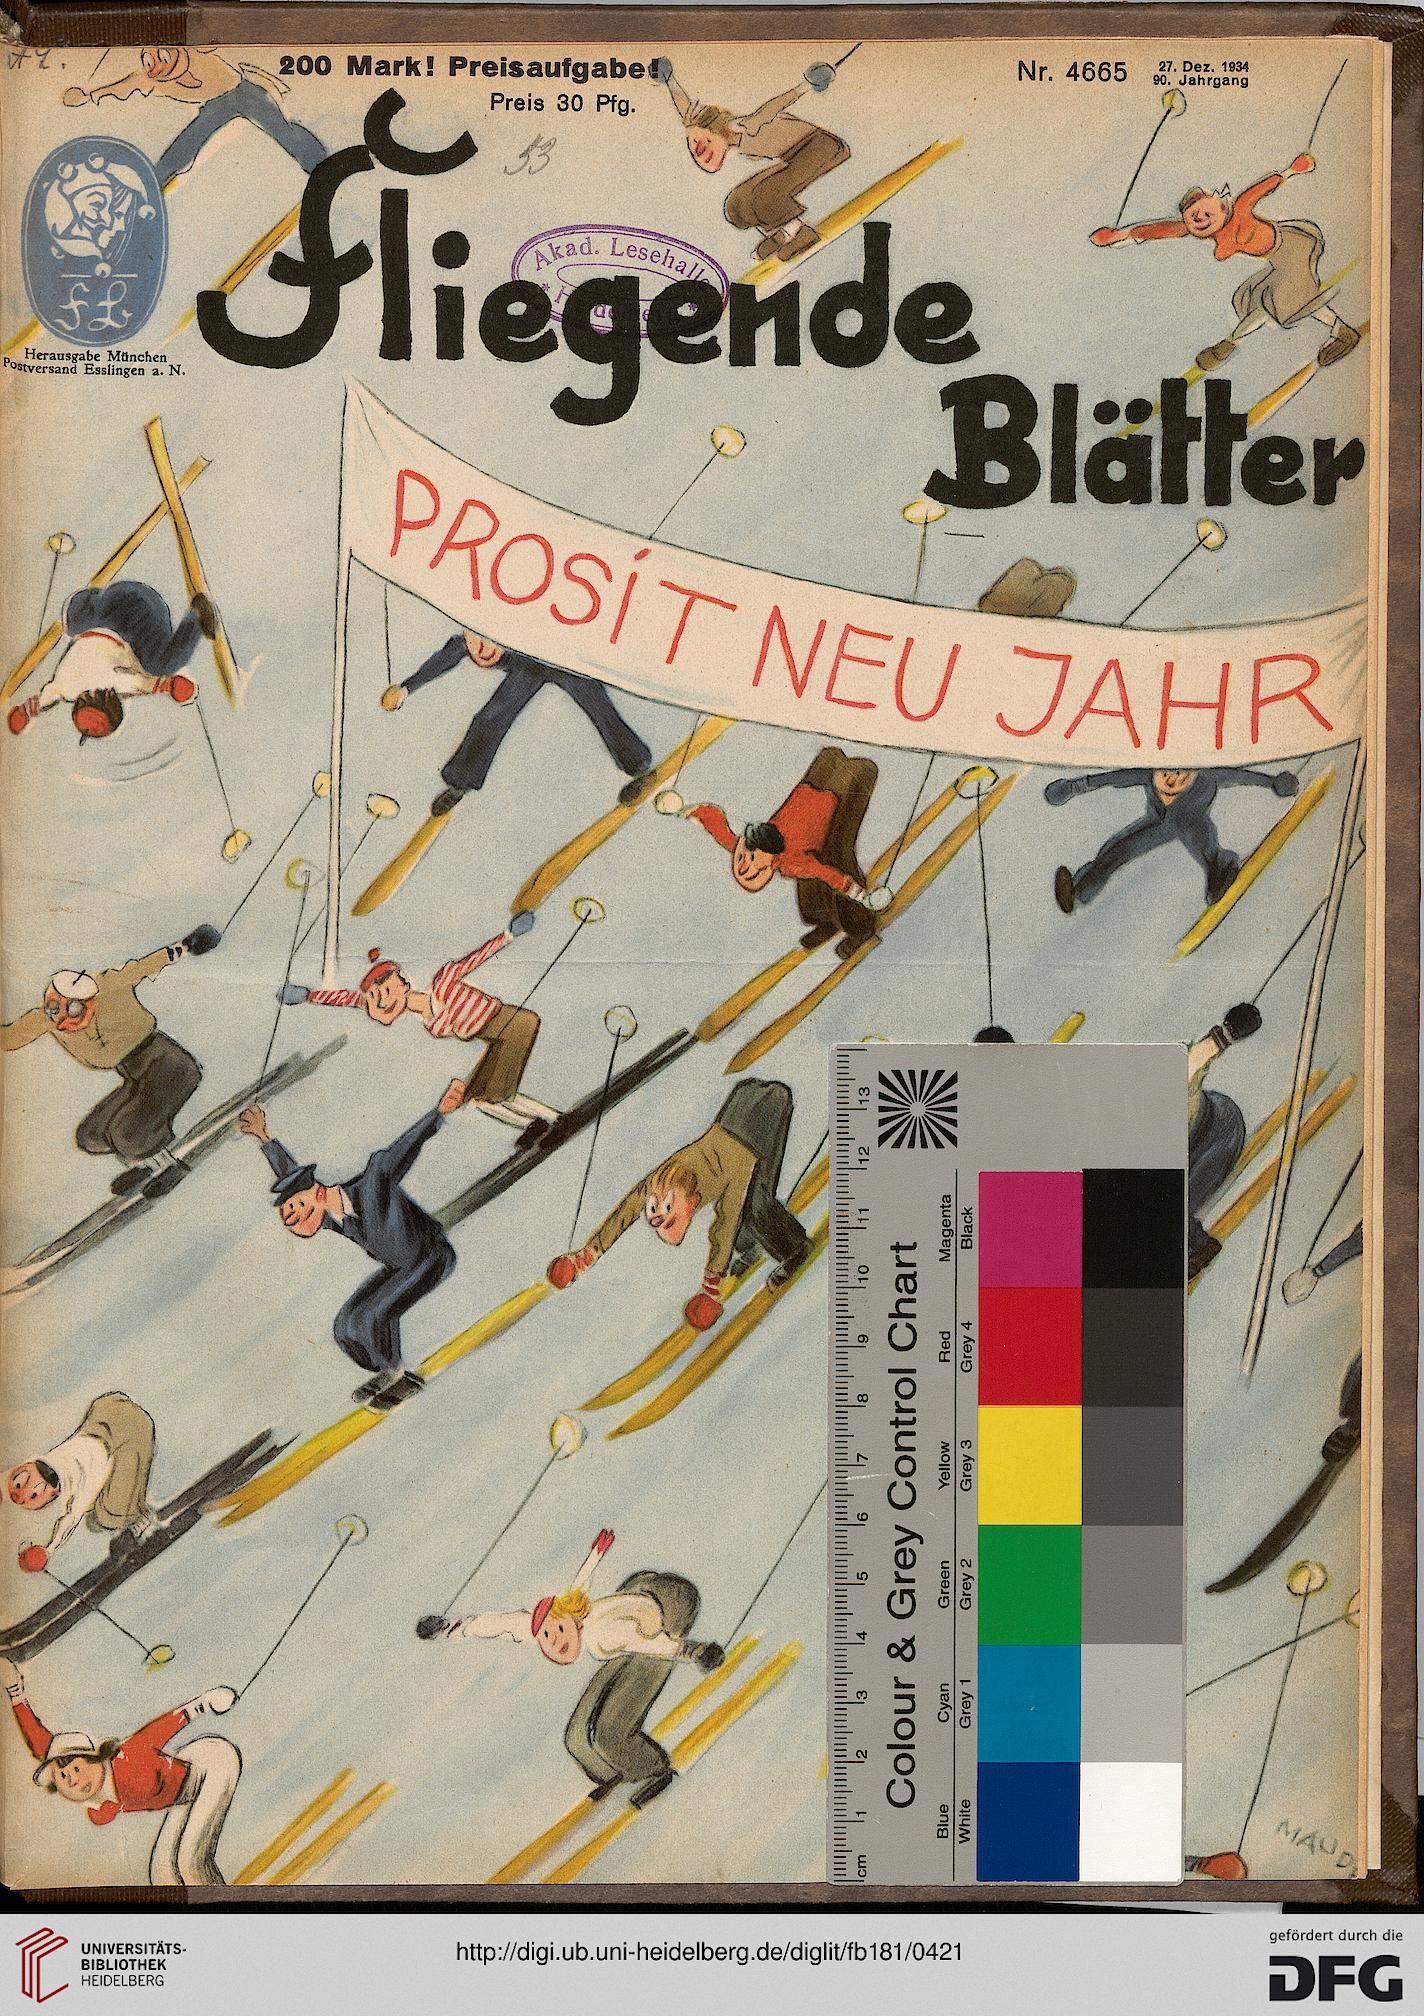 200 Mark! Preisaufgabe!
Preis 30 Pfg.
Nr. 4665
27. Dez. 1934
90. Jahrgang
53
Fliegende
Blätter
Akad. Lesehalle
FL
Herausgabe München
Postversand Esslingen a. N.
PROSIT NEU JAHR
Colour & Grey Control Chart
Magenta
Red
Yellow
Green
Cyan
Blue
Black
Grey 4
Grey 3
Grey 2
Grey 1
White
13
12
11
10
9
8
7
6
5
4
3
2
1
cm
UNIVERSITÄTS-
BIBLIOTHEK
HEIDELBERG
http://digi.ub.uni-heidelberg.de/diglit/fb181/0421
gefördert durch die
DFG